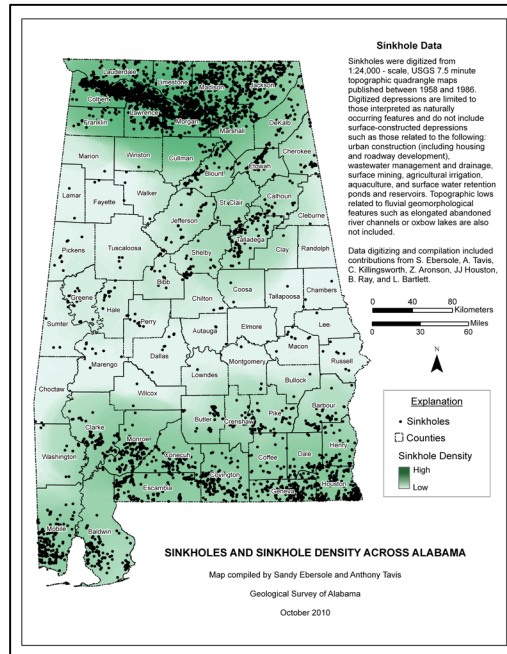 Sinkhole Data
Sinkholes were digitized from
1:24,000 - scale, USGS 7.5 minute
topographic quadrangle maps
published between 1958 and 1986.
Digitized depressions are limited to
those interpreted as naturally
occurring features and do not include
surface-constructed depressions
such as those related to the following:
urban construction (including housing
and roadway development),
wastewater management and drainage,
surface mining, agricultural irrigation,
aquaculture, and surface water retention
ponds and reservoirs. Topographic lows
related to fluvial geomorphological
features such as elongated abandoned
river channels or oxbow lakes are also
not included.
Data digitizing and compilation included
contributions from S. Ebersole, A. Tavis,
C. Killingsworth, Z. Aronson, JJ Houston,
B. Ray, and L. Bartlett.
0 40 80
Kilometers
Miles
0 30 60
N
Explanation
Sinkholes
Counties
Sinkhole Density
High
Low
Lauderdale
Limestone
Madison
Jackson
Colbert
Lawrence
Franklin
Morgan
Marshall
DeKalb
Marion
Winston
Cullman
Cherokee
Etowah
Blount
Lamar
Fayette
Walker
Calhoun
St. Clair
Jefferson
Cleburne
Talladega
Pickens
Tuscaloosa
Shelby
Clay
Randolph
Bibb
Greene
Hale
Chilton
Coosa
Tallapoosa
Chambers
Perry
Sumter
Autauga
Elmore
Lee
Macon
Dallas
Marengo
Lowndes
Montgomery
Russell
Bullock
Choctaw
Wilcox
Barbour
Pike
Butler
Crenshaw
Clarke
Monroe
Henry
Washington
Conecuh
Coffee
Dale
Covington
Escambia
Geneva
Houston
Mobile
Baldwin
SINKHOLES AND SINKHOLE DENSITY ACROSS ALABAMA
Map compiled by Sandy Ebersole and Anthony Tavis
Geological Survey of Alabama
October 2010